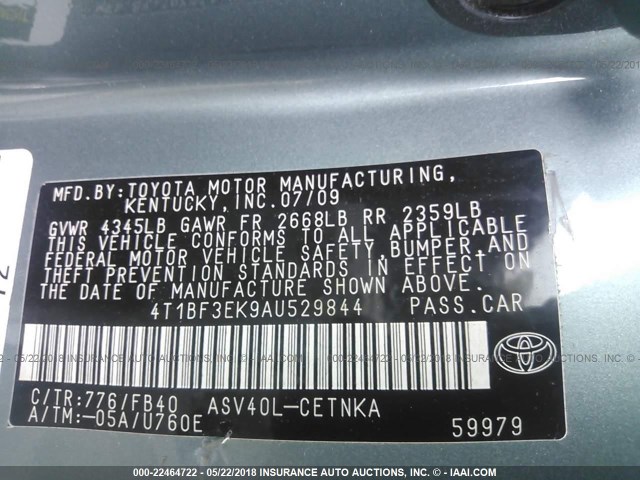 MFD.BY:TOYOTA MOTOR MANUFACTURING,
KENTUCKY, INC. 07/09
GVWR 4345LB GAWR FR 2668LB RR 2359LB
THIS VEHICLE CONFORMS TO ALL APPLICABLE
FEDERAL MOTOR VEHICLE SAFETY,BUMPER,AND
THEFT PREVENTION STANDARDS IN EFFECT ON
THE DATE OF MANUFACTURE SHOWN ABOVE.
4T1BF3EK9AU529844 PASS.CAR
C/TR:776/FB40 ASV40L-CETNKA
A/TM:-05A/U760E
59979
000-22464722 - 05/22/2018 INSURANCE AUTO AUCTIONS, INC. - © - IAAI.COM